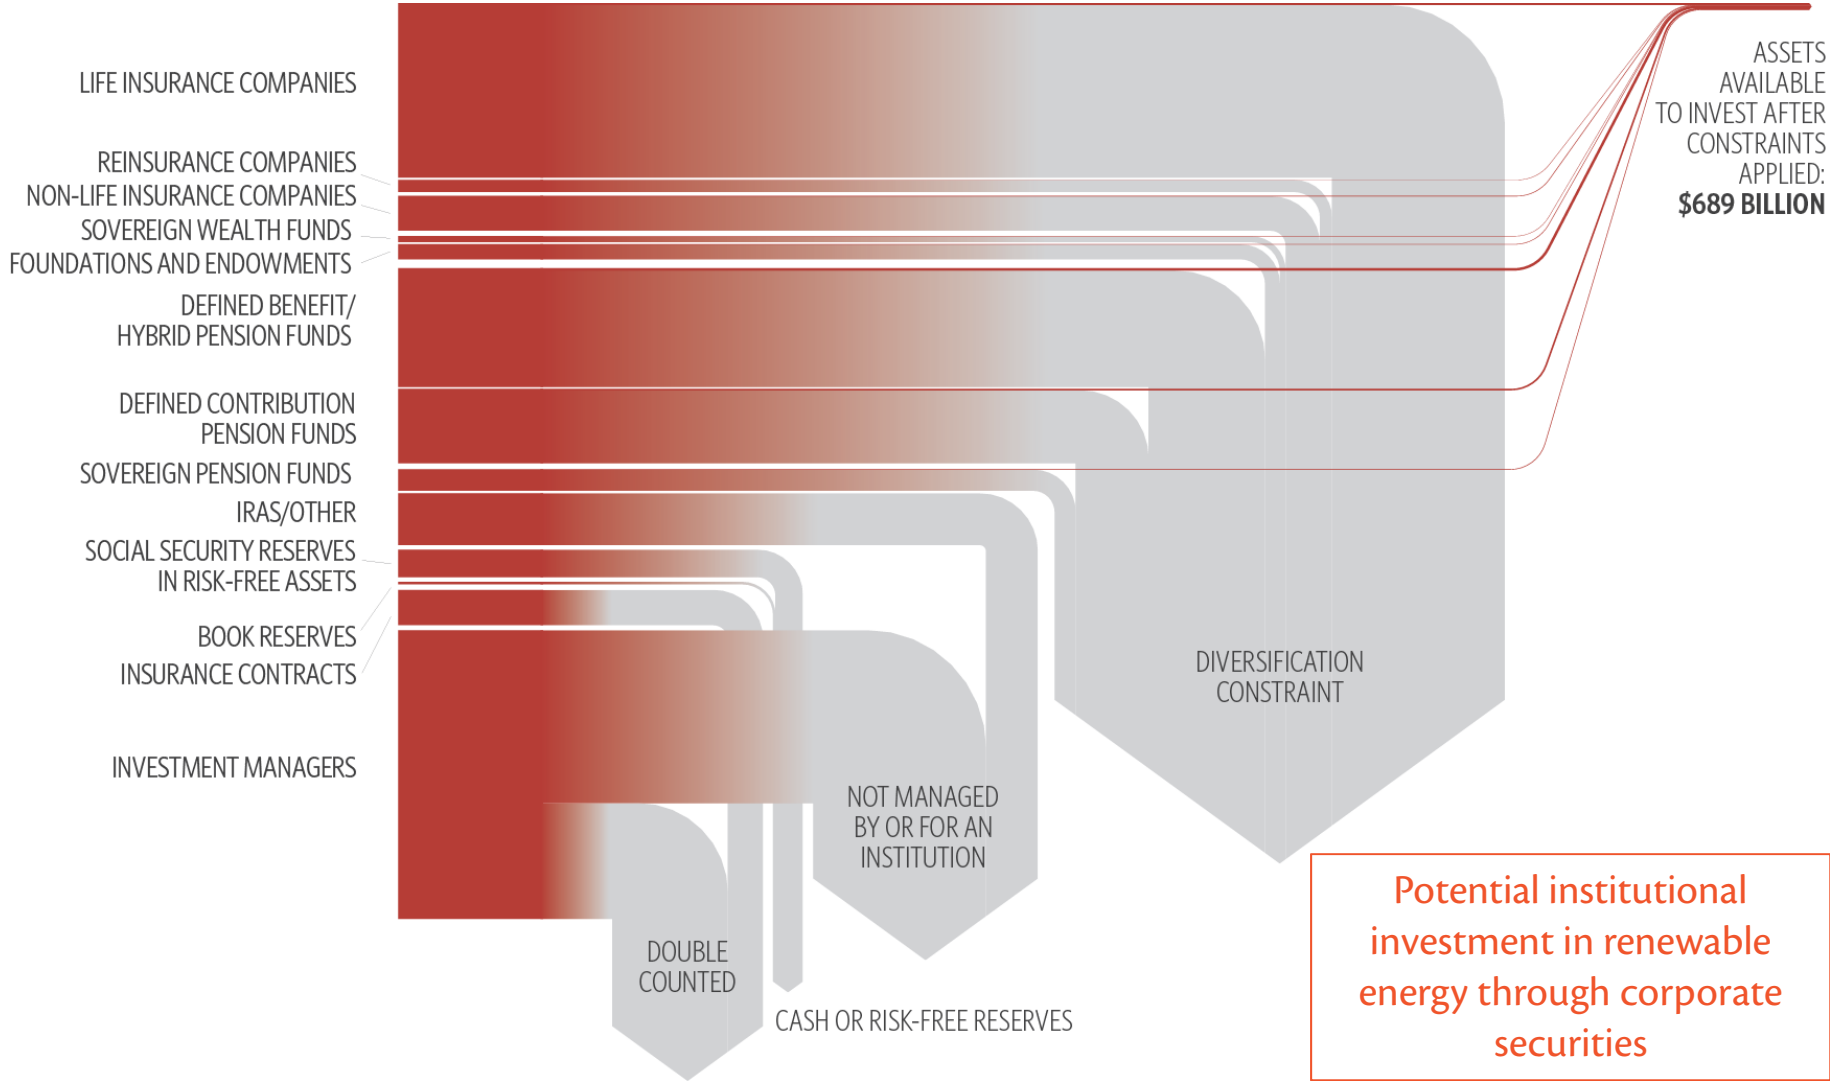 LIFE INSURANCE COMPANIES
REINSURANCE COMPANIES
NON-LIFE INSURANCE COMPANIES
SOVEREIGN WEALTH FUNDS
FOUNDATIONS AND ENDOWMENTS
DEFINED BENEFIT/
HYBRID PENSION FUNDS
DEFINED CONTRIBUTION
PENSION FUNDS
SOVEREIGN PENSION FUNDS
IRAS/OTHER
SOCIAL SECURITY RESERVES
IN RISK-FREE ASSETS
BOOK RESERVES
INSURANCE CONTRACTS
INVESTMENT MANAGERS
DOUBLE
COUNTED
CASH OR RISK-FREE RESERVES
NOT MANAGED
BY OR FOR AN
INSTITUTION
DIVERSIFICATION
CONSTRAINT
ASSETS
AVAILABLE
TO INVEST AFTER
CONSTRAINTS
APPLIED:
$689 BILLION
Potential institutional
investment in renewable
energy through corporate
securities